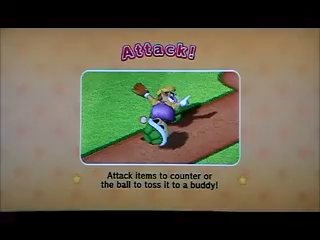 Attack!
Attack items to counter or
the ball to toss it to a buddy!